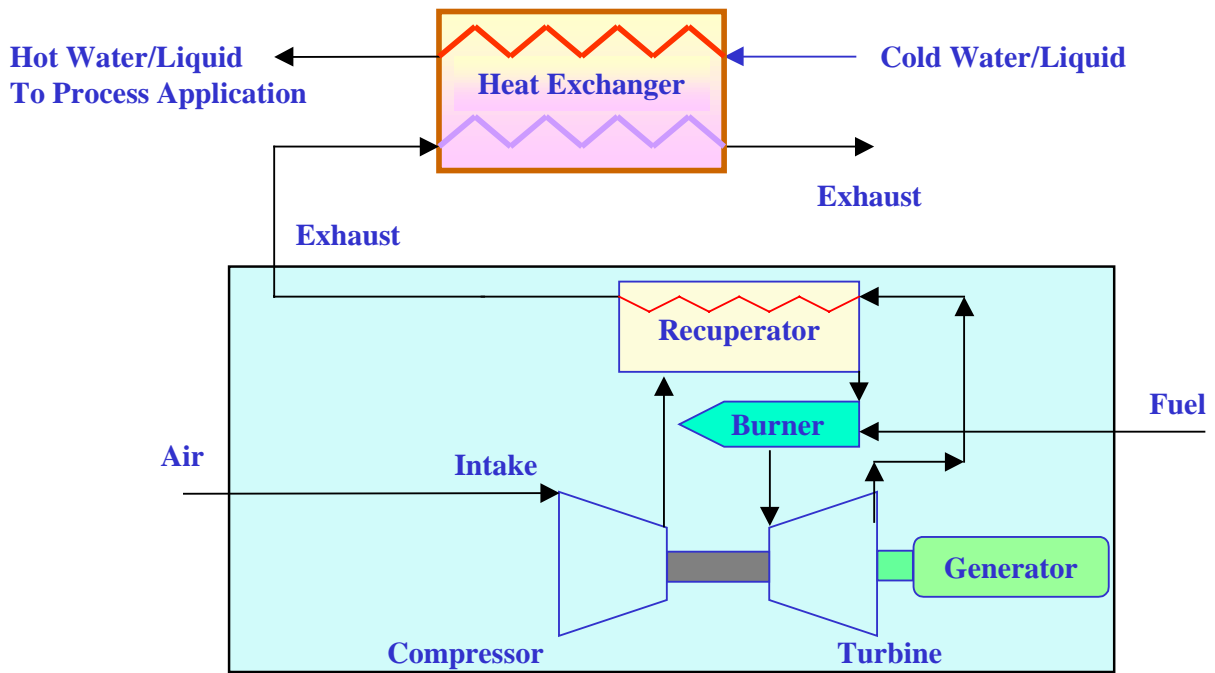 Hot Water/Liquid
To Process Application
Heat Exchanger
Cold Water/Liquid
Exhaust
Exhaust
Recuperator
Burner
Fuel
Air
Intake
Generator
Compressor
Turbine